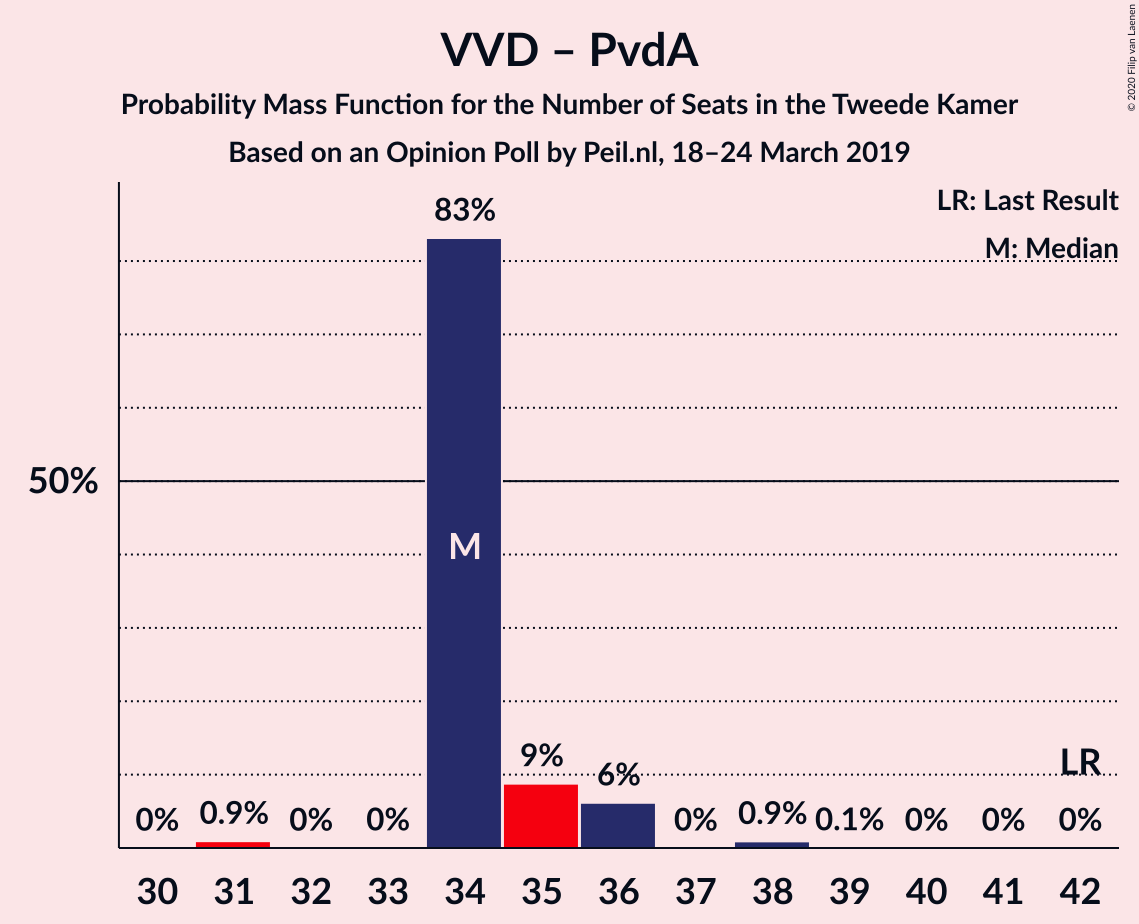 VVD – PvdA
Probability Mass Function for the Number of Seats in the Tweede Kamer
Based on an Opinion Poll by Peil.nl, 18–24 March 2019
© 2020 Filip van Laenen
LR: Last Result
M: Median
83%
50%
M
9%
6%
LR
0% 0.9% 0% 0% 0% 0.9% 0.1% 0% 0% 0%
30 31 32 33 34 35 36 37 38 39 40 41 42